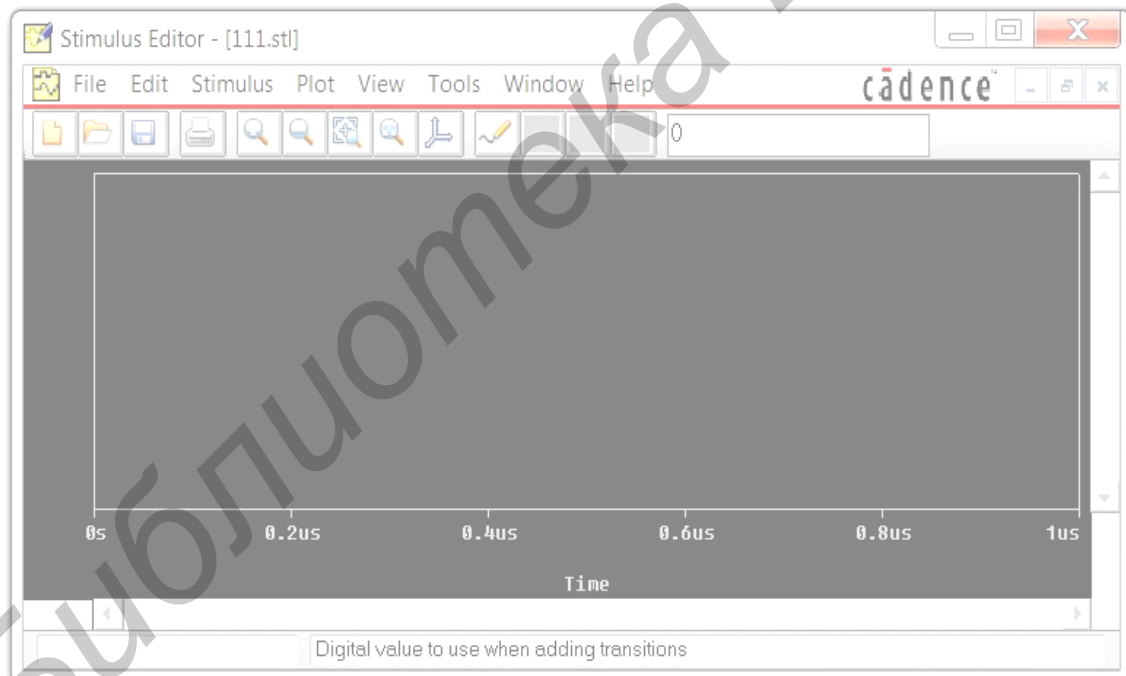 Stimulus Editor - [111.stl]
File Edit Stimulus Plot View Tools Window Help
cādence
0
0s 0.2us 0.4us 0.6us 0.8us 1us
Time
Digital value to use when adding transitions
Библиотека